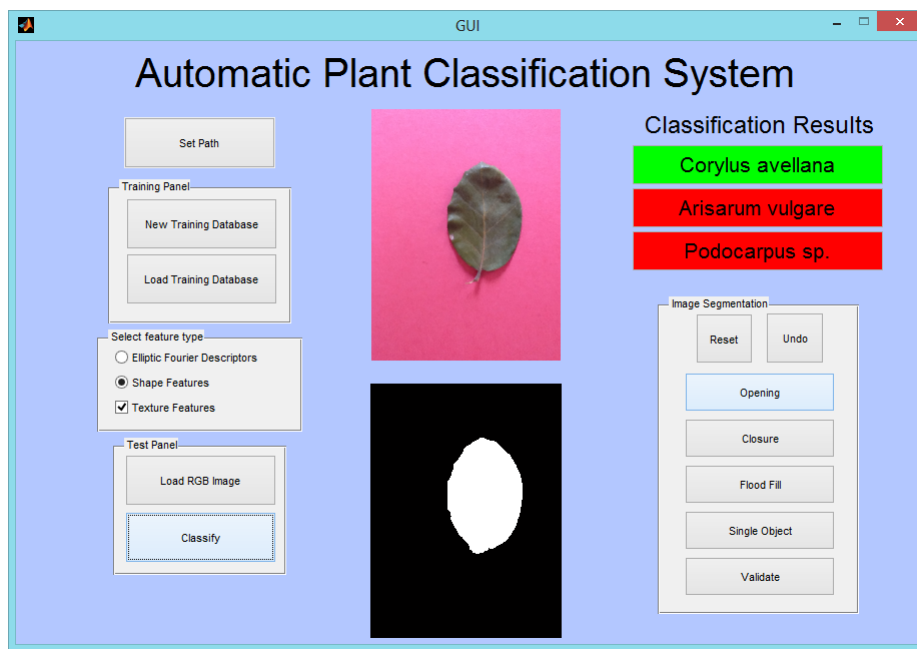 GUI
Automatic Plant Classification System
Set Path
Training Panel
New Training Database
Load Training Database
Select feature type
Elliptic Fourier Descriptors
Shape Features
Texture Features
Test Panel
Load RGB Image
Classify
Classification Results
Corylus avellana
Arisarum vulgare
Podocarpus sp.
Image Segmentation
Reset
Undo
Opening
Closure
Flood Fill
Single Object
Validate